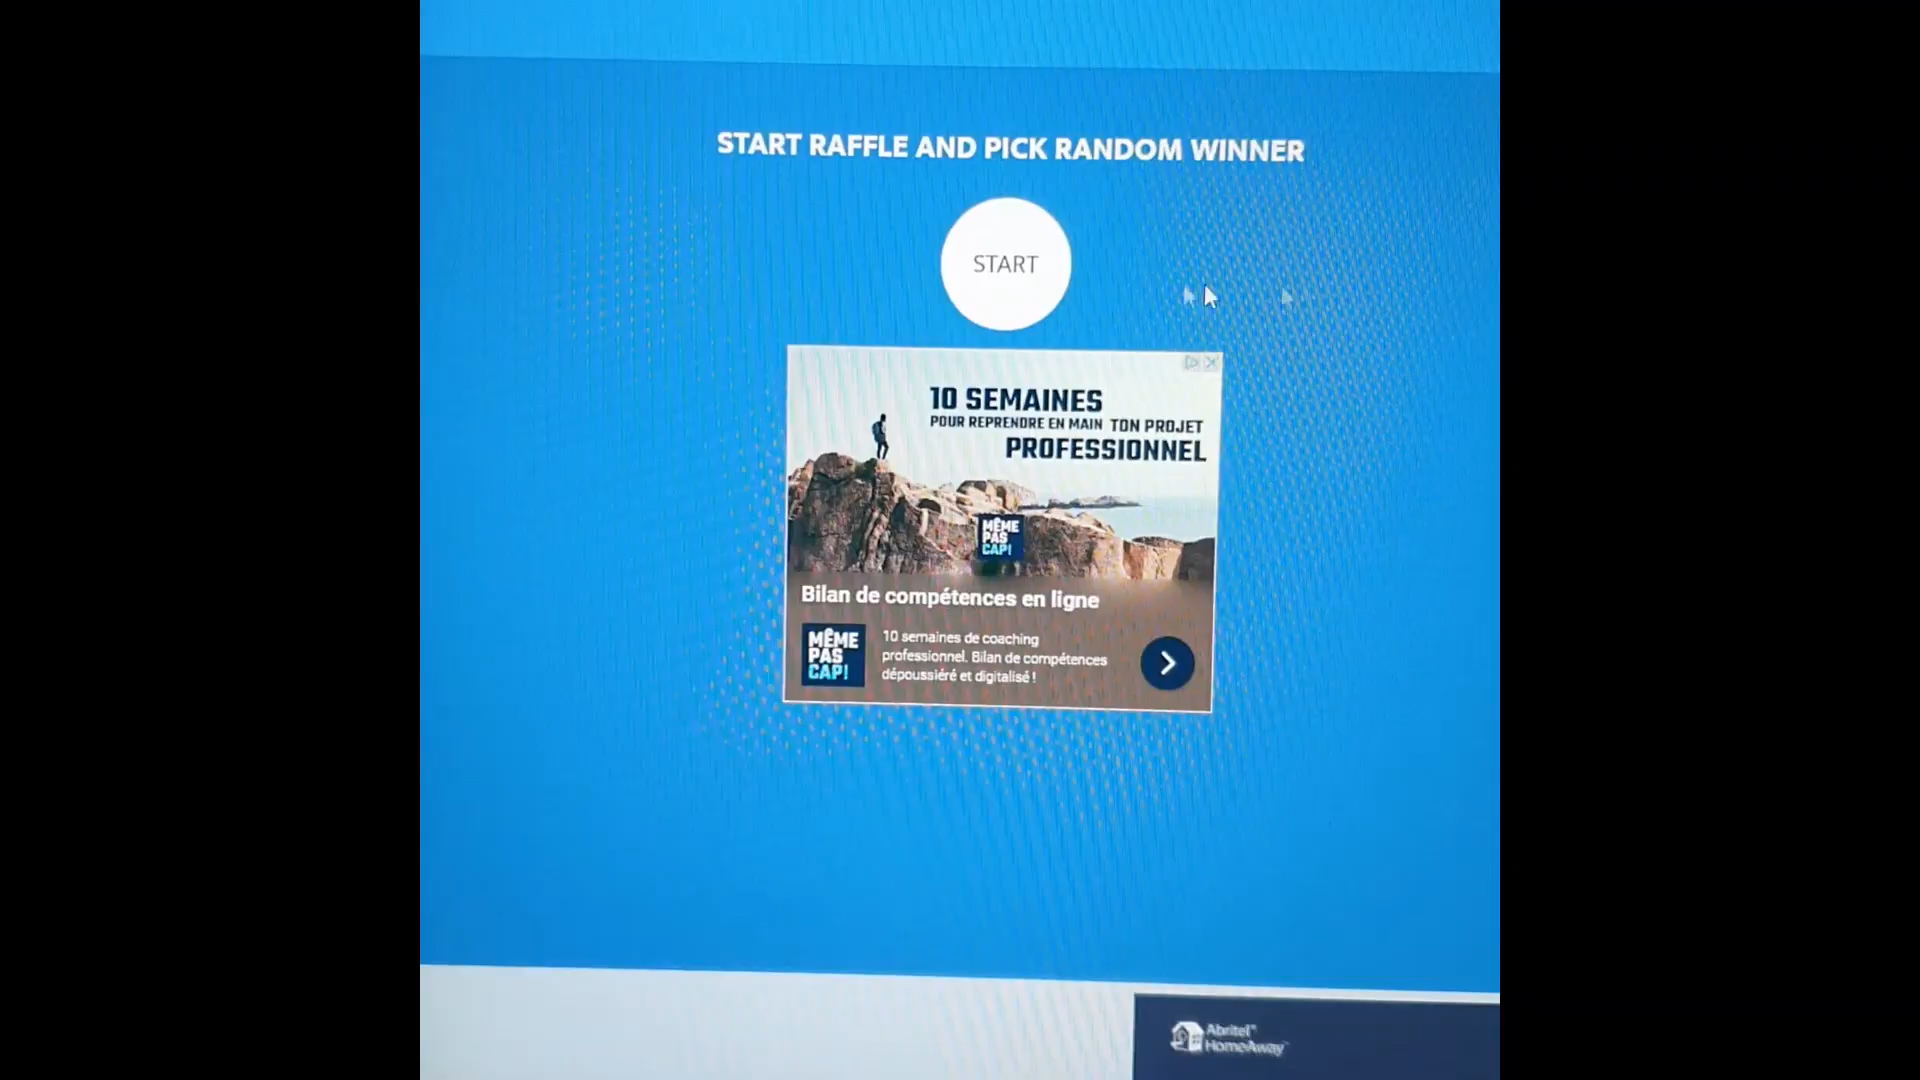 START RAFFLE AND PICK RANDOM WINNER
START
10 SEMAINES
POUR REPRENDRE EN MAIN TON PROJET
PROFESSIONNEL
MÊME
PAS
CAP!
Bilan de compétences en ligne
MÊME
PAS
CAP!
10 semaines de coaching
professionnel. Bilan de compétences
dépoussiéré et digitalisé !
Abritel
HomeAway